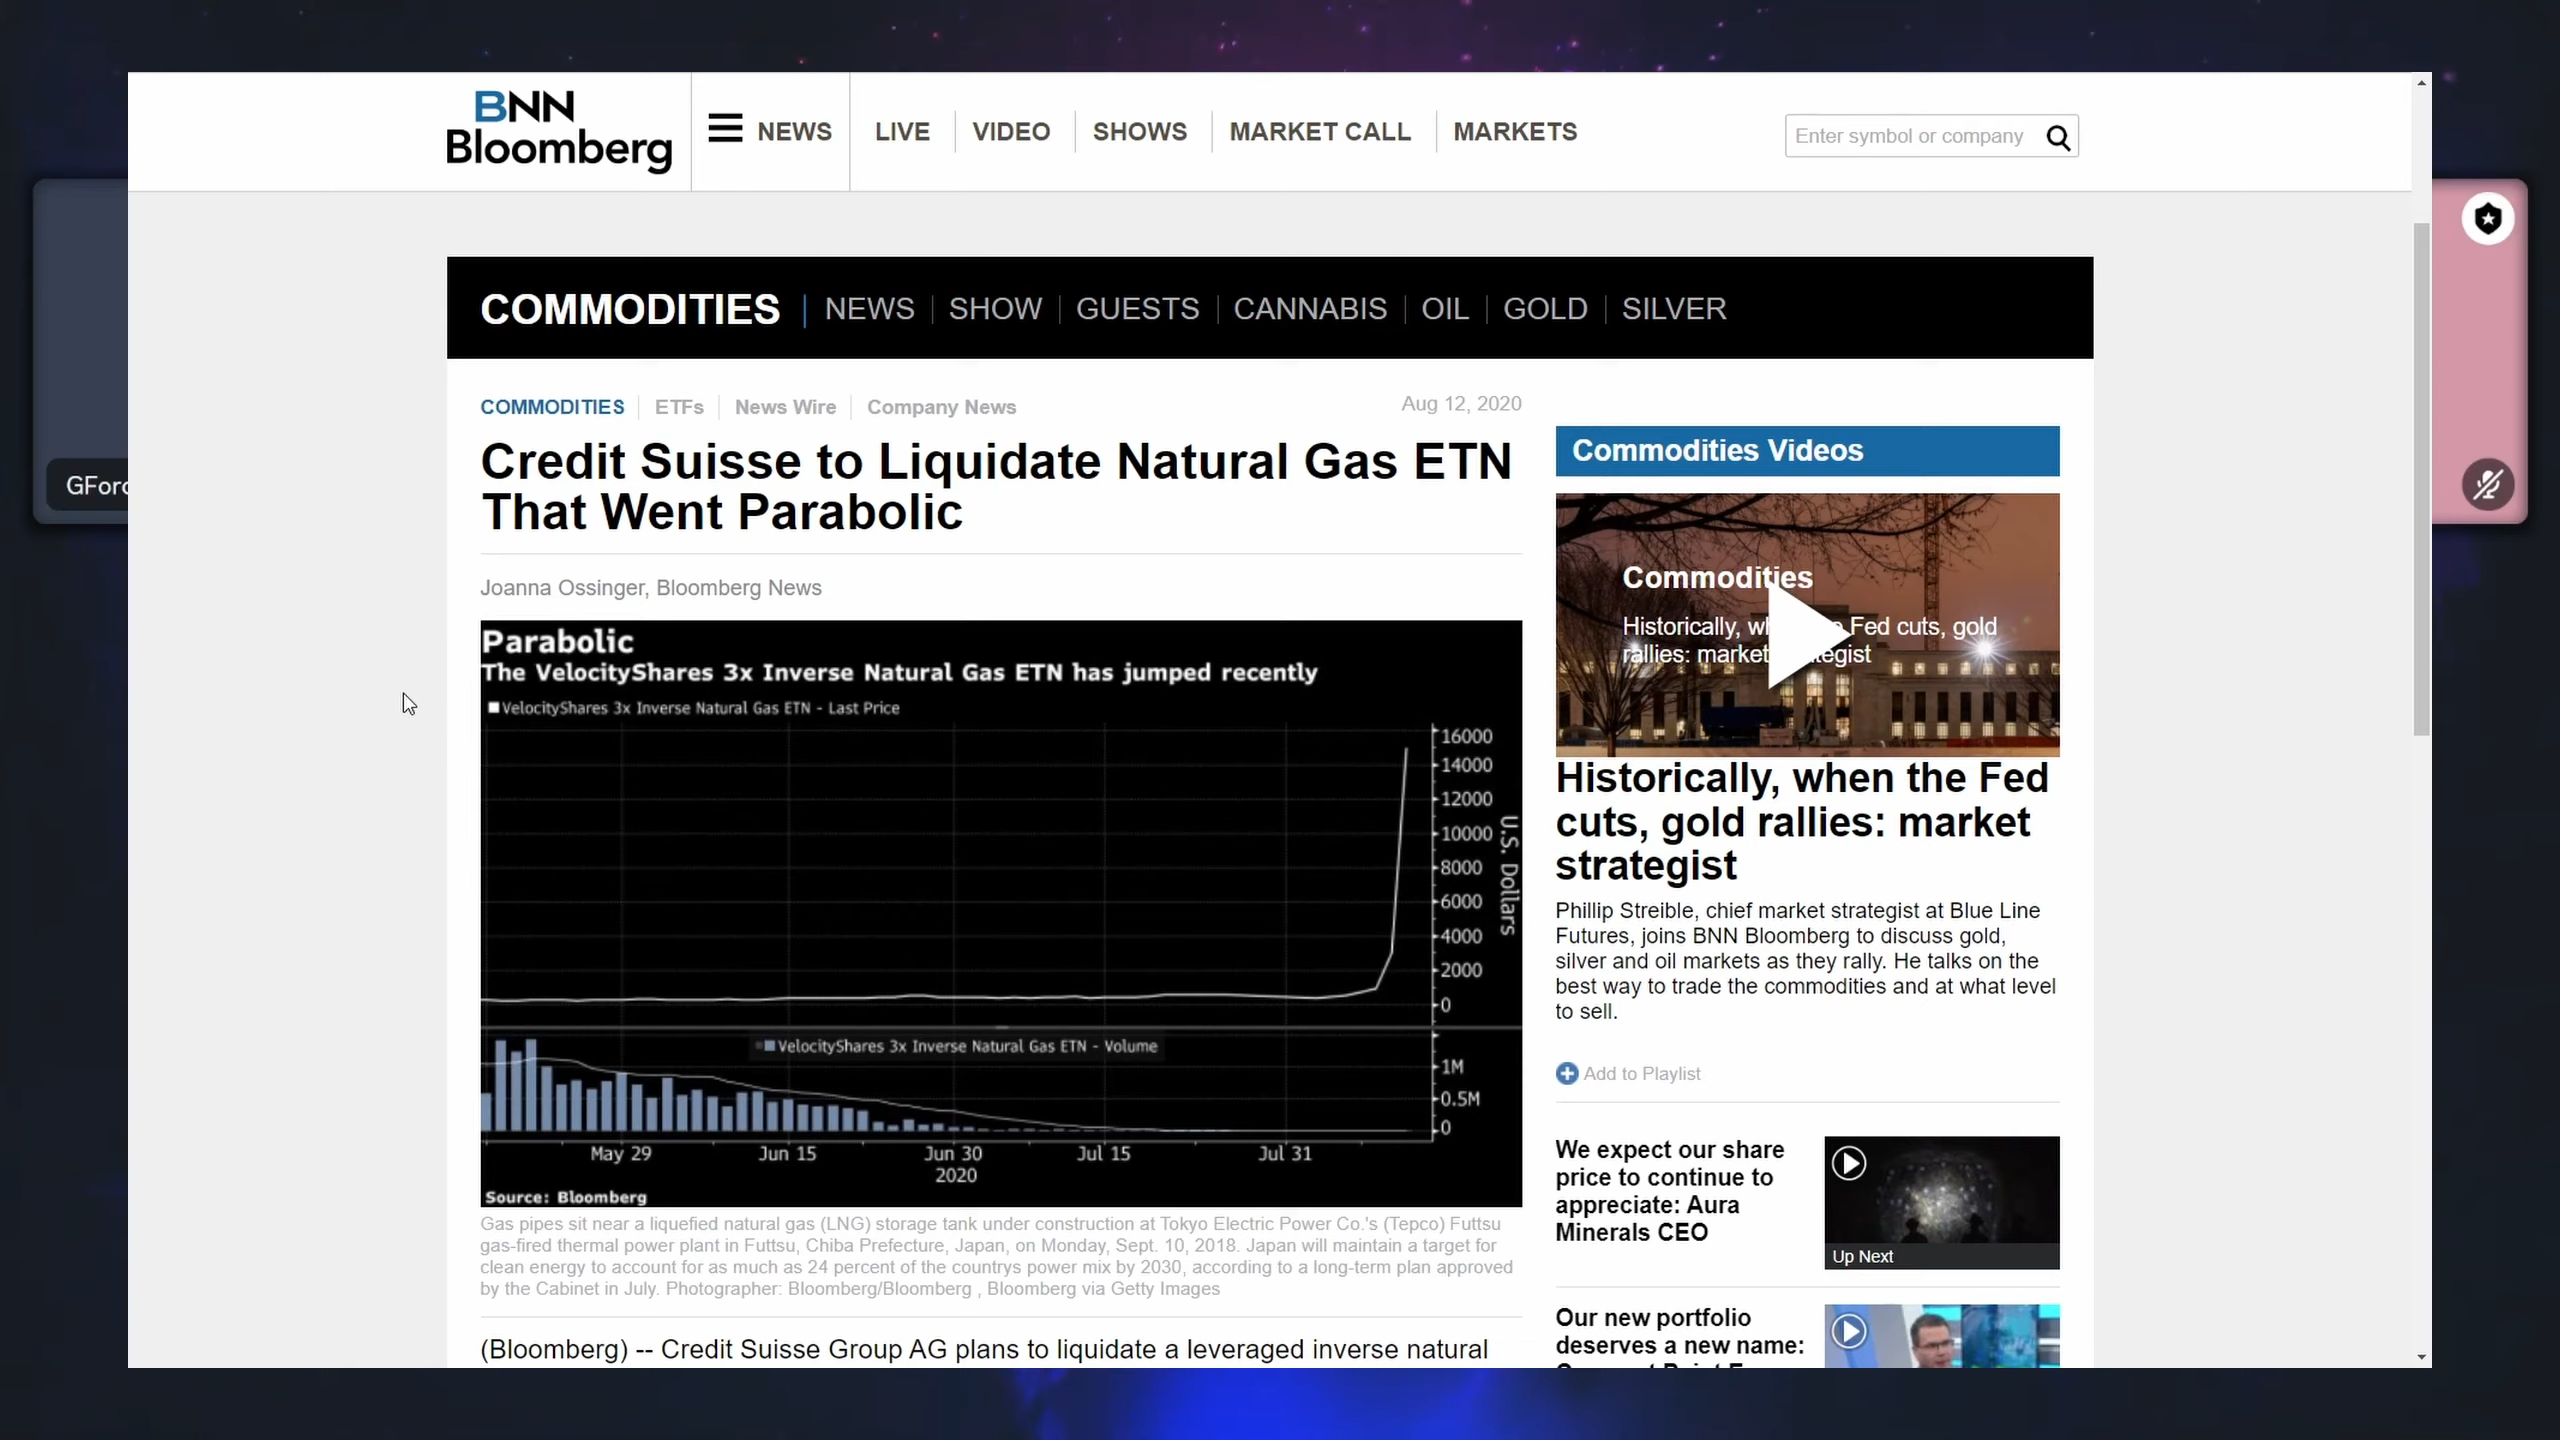 BNN
Bloomberg
NEWS
LIVE
VIDEO
SHOWS
MARKET CALL
MARKETS
Enter symbol or company
COMMODITIES
NEWS
SHOW
GUESTS
CANNABIS
OIL
GOLD
SILVER
GForc
COMMODITIES
ETFs
News Wire
Company News
Aug 12, 2020
Credit Suisse to Liquidate Natural Gas ETN
That Went Parabolic
Joanna Ossinger, Bloomberg News
Parabolic
The VelocityShares 3x Inverse Natural Gas ETN has jumped recently
VelocityShares 3x Inverse Natural Gas ETN - Last Price
16000
14000
12000
10000
8000
6000
4000
2000
0
U.S. Dollars
VelocityShares 3x Inverse Natural Gas ETN - Volume
1M
0.5M
0
May 29
Jun 15
Jun 30
Jul 15
Jul 31
2020
Source: Bloomberg
Gas pipes sit near a liquefied natural gas (LNG) storage tank under construction at Tokyo Electric Power Co.'s (Tepco) Futtsu
gas-fired thermal power plant in Futtsu, Chiba Prefecture, Japan, on Monday, Sept. 10, 2018. Japan will maintain a target for
clean energy to account for as much as 24 percent of the countrys power mix by 2030, according to a long-term plan approved
by the Cabinet in July. Photographer: Bloomberg/Bloomberg , Bloomberg via Getty Images
(Bloomberg) -- Credit Suisse Group AG plans to liquidate a leveraged inverse natural
Commodities Videos
Commodities
Historically, Fed cuts, gold
rallies: market
Historically, when the Fed
cuts, gold rallies: market
strategist
Phillip Streible, chief market strategist at Blue Line
Futures, joins BNN Bloomberg to discuss gold,
silver and oil markets as they rally. He talks on the
best way to trade the commodities and at what level
to sell.
Add to Playlist
We expect our share
price to continue to
appreciate: Aura
Minerals CEO
Up Next
Our new portfolio
deserves a new name: